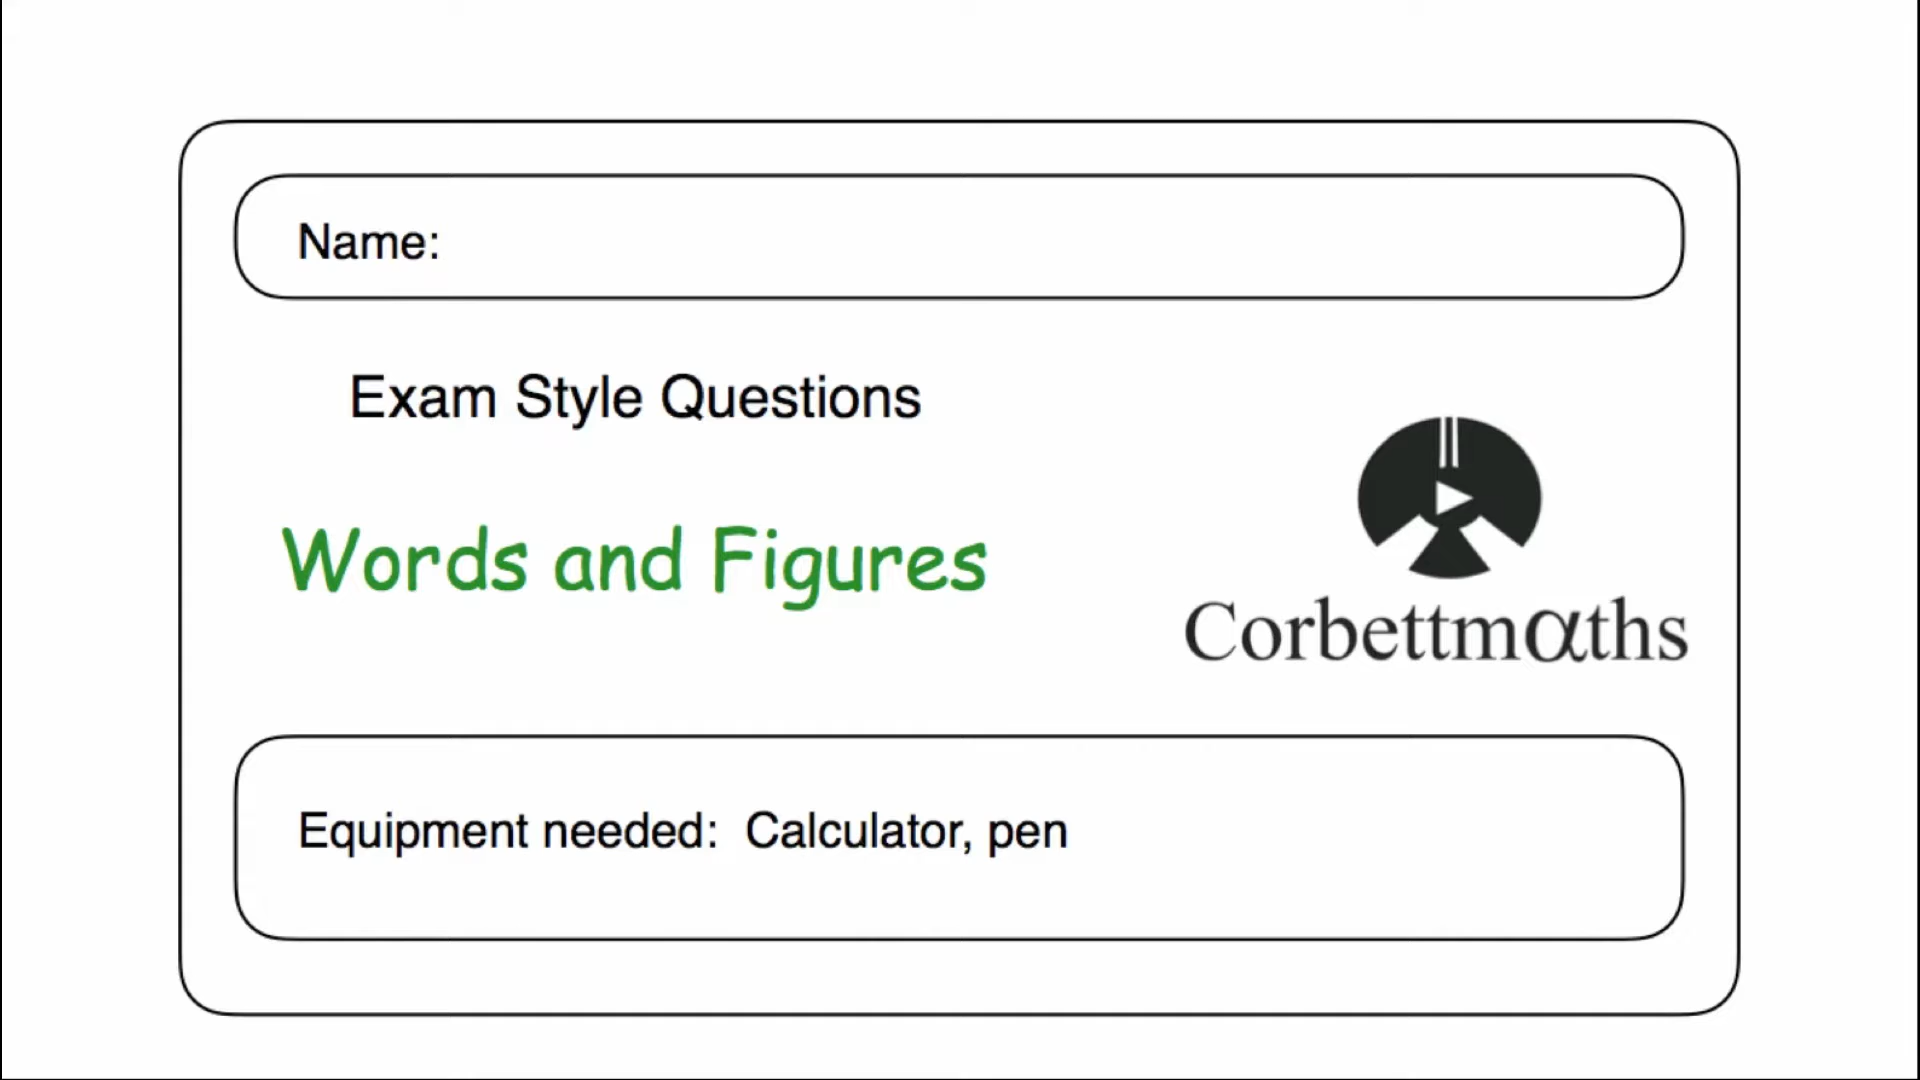 Name:
Exam Style Questions
Words and Figures
Corbettmαths
Equipment needed: Calculator, pen